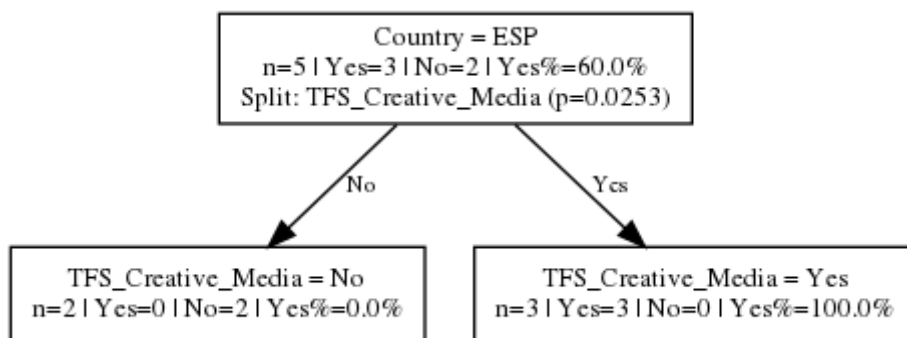 Country = ESP
n=5 | Yes=3 | No=2 | Yes%=60.0%
Split: TFS_Creative_Media (p=0.0253)
No
Yes
TFS_Creative_Media = No
n=2 | Yes=0 | No=2 | Yes%=0.0%
TFS_Creative_Media = Yes
n=3 | Yes=3 | No=0 | Yes%=100.0%